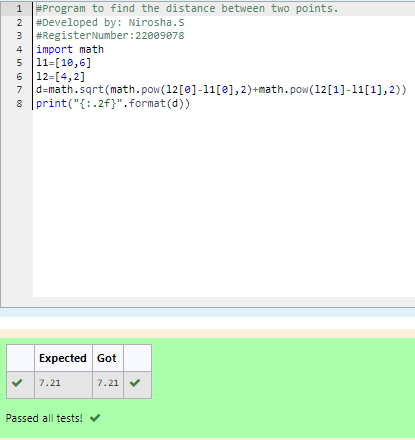 1 #Program to find the distance between two points.
2 #Developed by: Nirosha.S
3 #RegisterNumber:22009078
4 import math
5 l1=[10,6]
6 l2=[4,2]
7 d=math.sqrt(math.pow(l2[0]-l1[0],2)+math.pow(l2[1]-l1[1],2))
8 print("{:.2f}".format(d))
Expected Got
7.21 7.21
Passed all tests!